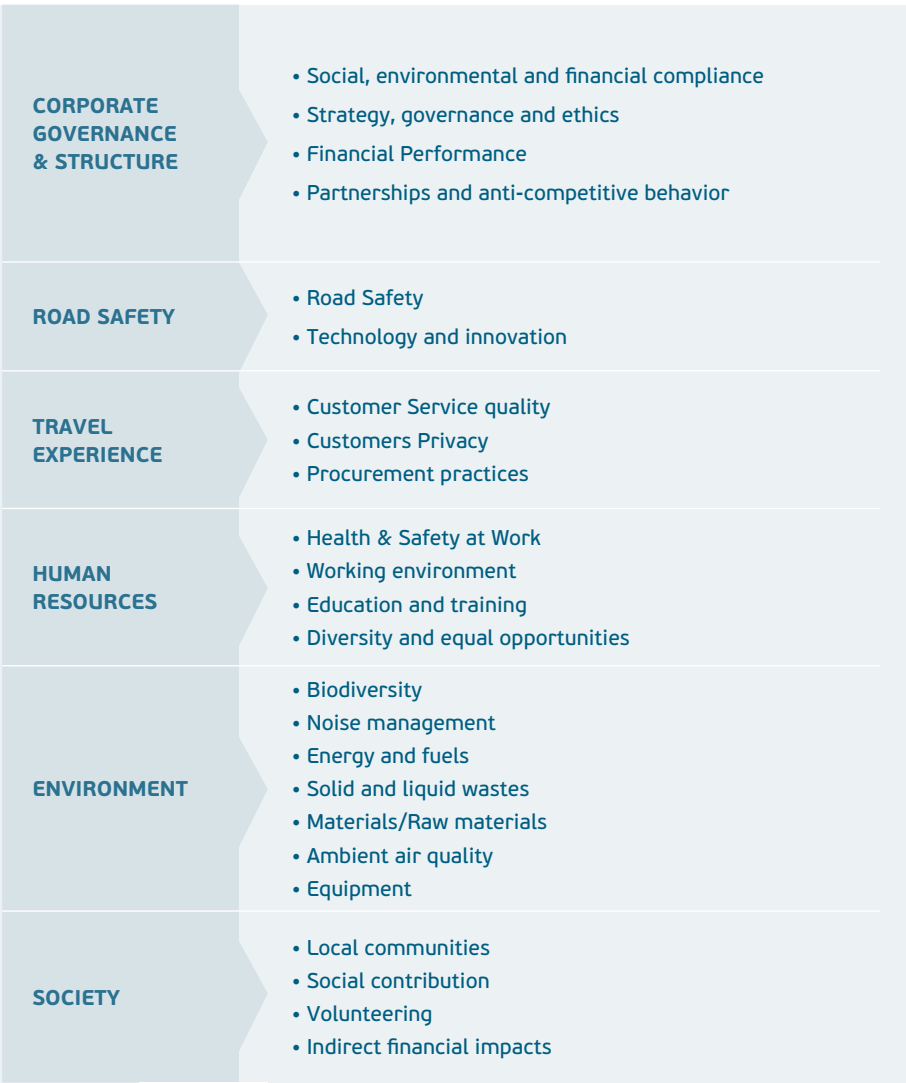 CORPORATE
GOVERNANCE
& STRUCTURE
• Social, environmental and financial compliance
• Strategy, governance and ethics
• Financial Performance
• Partnerships and anti-competitive behavior
ROAD SAFETY
• Road Safety
• Technology and innovation
TRAVEL
EXPERIENCE
• Customer Service quality
• Customers Privacy
• Procurement practices
HUMAN
RESOURCES
• Health & Safety at Work
• Working environment
• Education and training
• Diversity and equal opportunities
ENVIRONMENT
• Biodiversity
• Noise management
• Energy and fuels
• Solid and liquid wastes
• Materials/Raw materials
• Ambient air quality
• Equipment
SOCIETY
• Local communities
• Social contribution
• Volunteering
• Indirect financial impacts